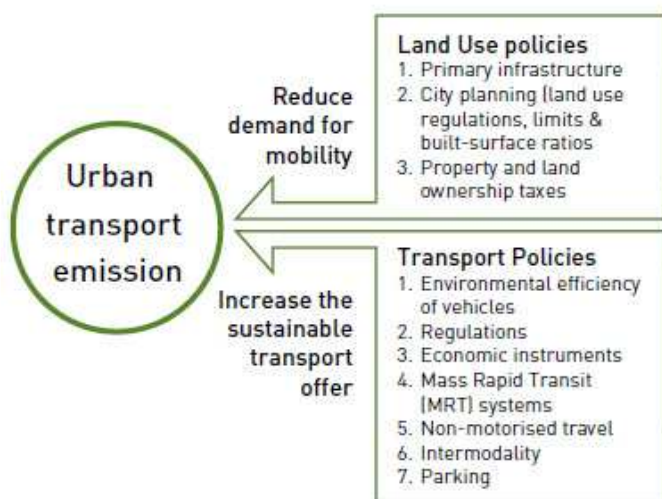 Urban
transport
emission
Reduce
demand for
mobility
Land Use policies
1. Primary infrastructure
2. City planning (land use
regulations, limits &
built-surface ratios
3. Property and land
ownership taxes
Increase the
sustainable
transport
offer
Transport Policies
1. Environmental efficiency
of vehicles
2. Regulations
3. Economic instruments
4. Mass Rapid Transit
(MRT) systems
5. Non-motorised travel
6. Intermodality
7. Parking